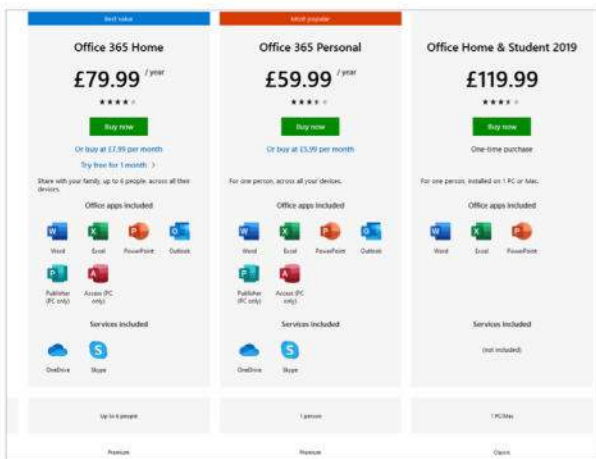 Best value
Office 365 Home
£79.99 / year
Buy now
Or buy at £7.99 per month
Try free for 1 month >
Share with your family, up to 6 people, across all their
devices.
Office apps included
Word Excel PowerPoint Outlook
Publisher Access (PC
(PC only) only)
Services included
OneDrive Skype
Up to 6 people
Premium
Most popular
Office 365 Personal
£59.99 / year
Buy now
Or buy at £5.99 per month
For one person, across all your devices.
Office apps included
Word Excel PowerPoint Outlook
Publisher Access (PC
(PC only) only)
Services included
OneDrive Skype
1 person
Premium
Office Home & Student 2019
£119.99
Buy now
One-time purchase
For one person, installed on 1 PC or Mac.
Office apps included
Word Excel PowerPoint
Services included
(not included)
1 PC/Mac
Classic